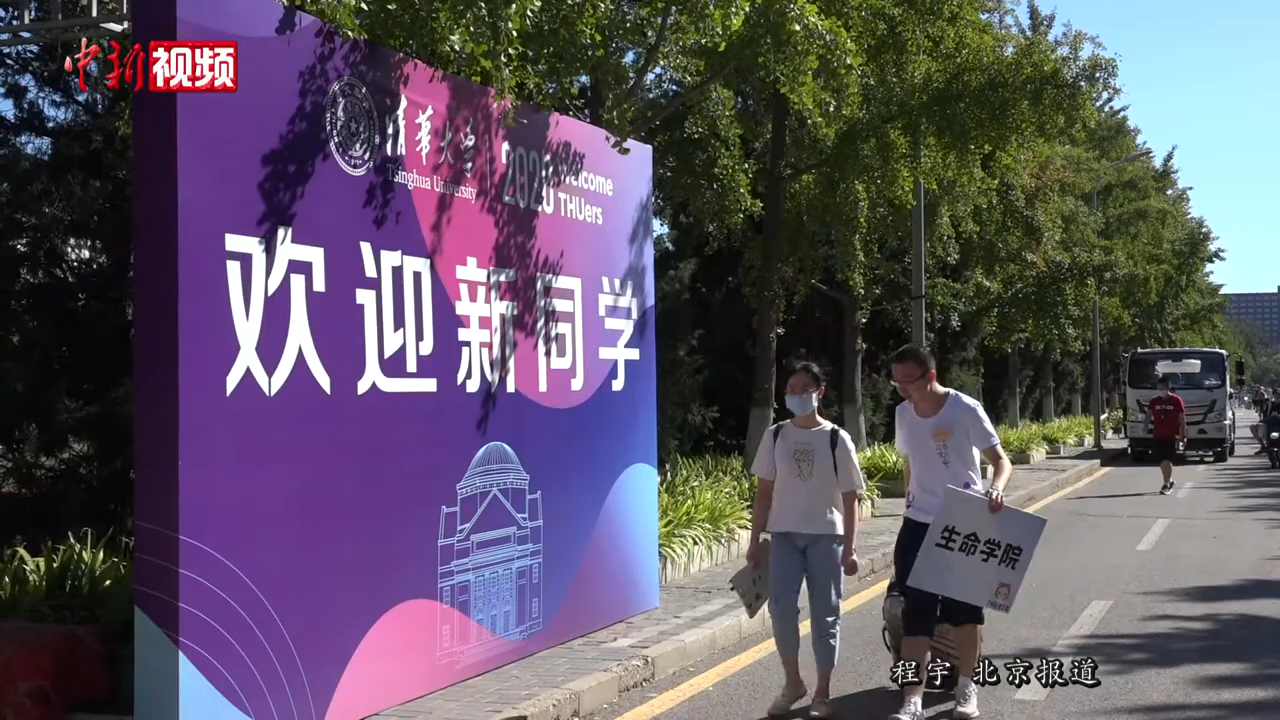 中新视频
清华大学
Tsinghua University
2020 Welcome THUers
欢迎新同学
生命学院
程宇 北京报道